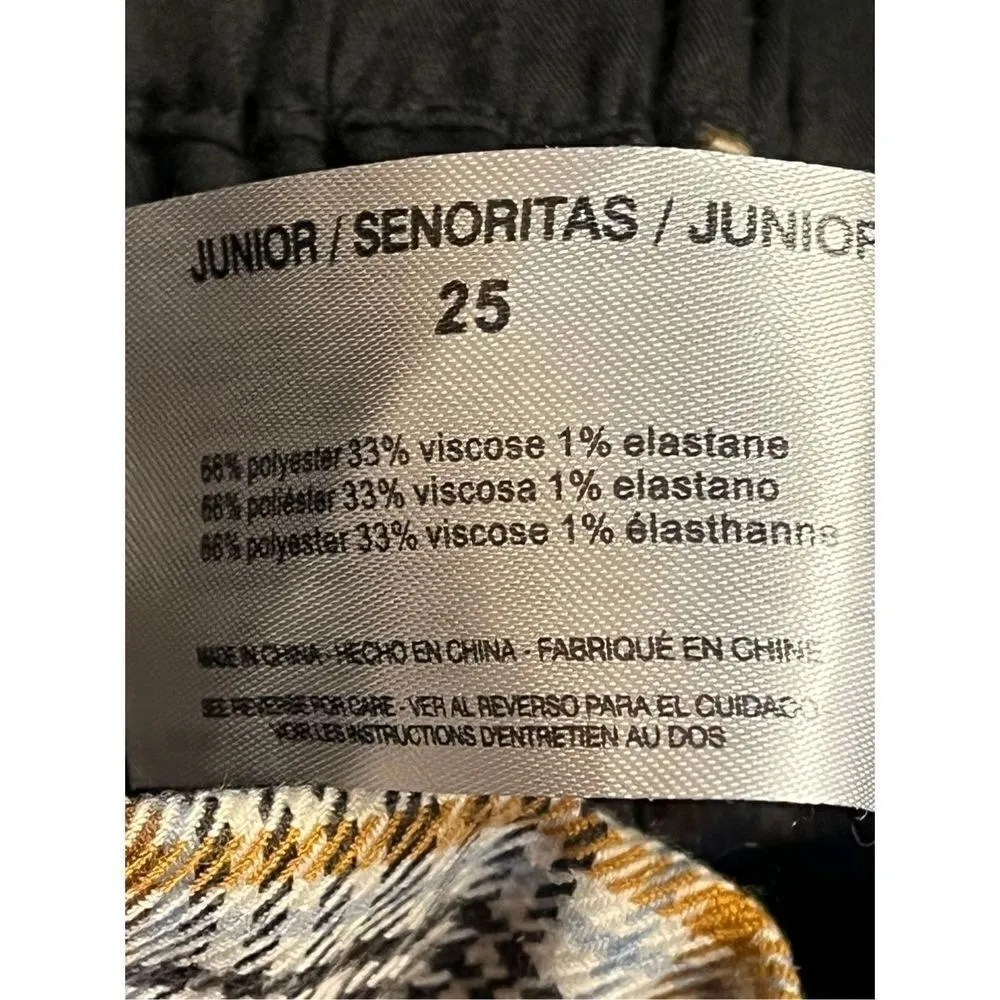 JUNIOR / SENORITAS / JUNIOR
25
66% polyester 33% viscose 1% elastane
66% poliéster 33% viscosa 1% elastano
66% polyester 33% viscose 1% élasthanne
MADE IN CHINA - HECHO EN CHINA - FABRIQUÉ EN CHINE
SEE REVERSE FOR CARE - VER AL REVERSO PARA EL CUIDADO
VOIR LES INSTRUCTIONS D'ENTRETIEN AU DOS